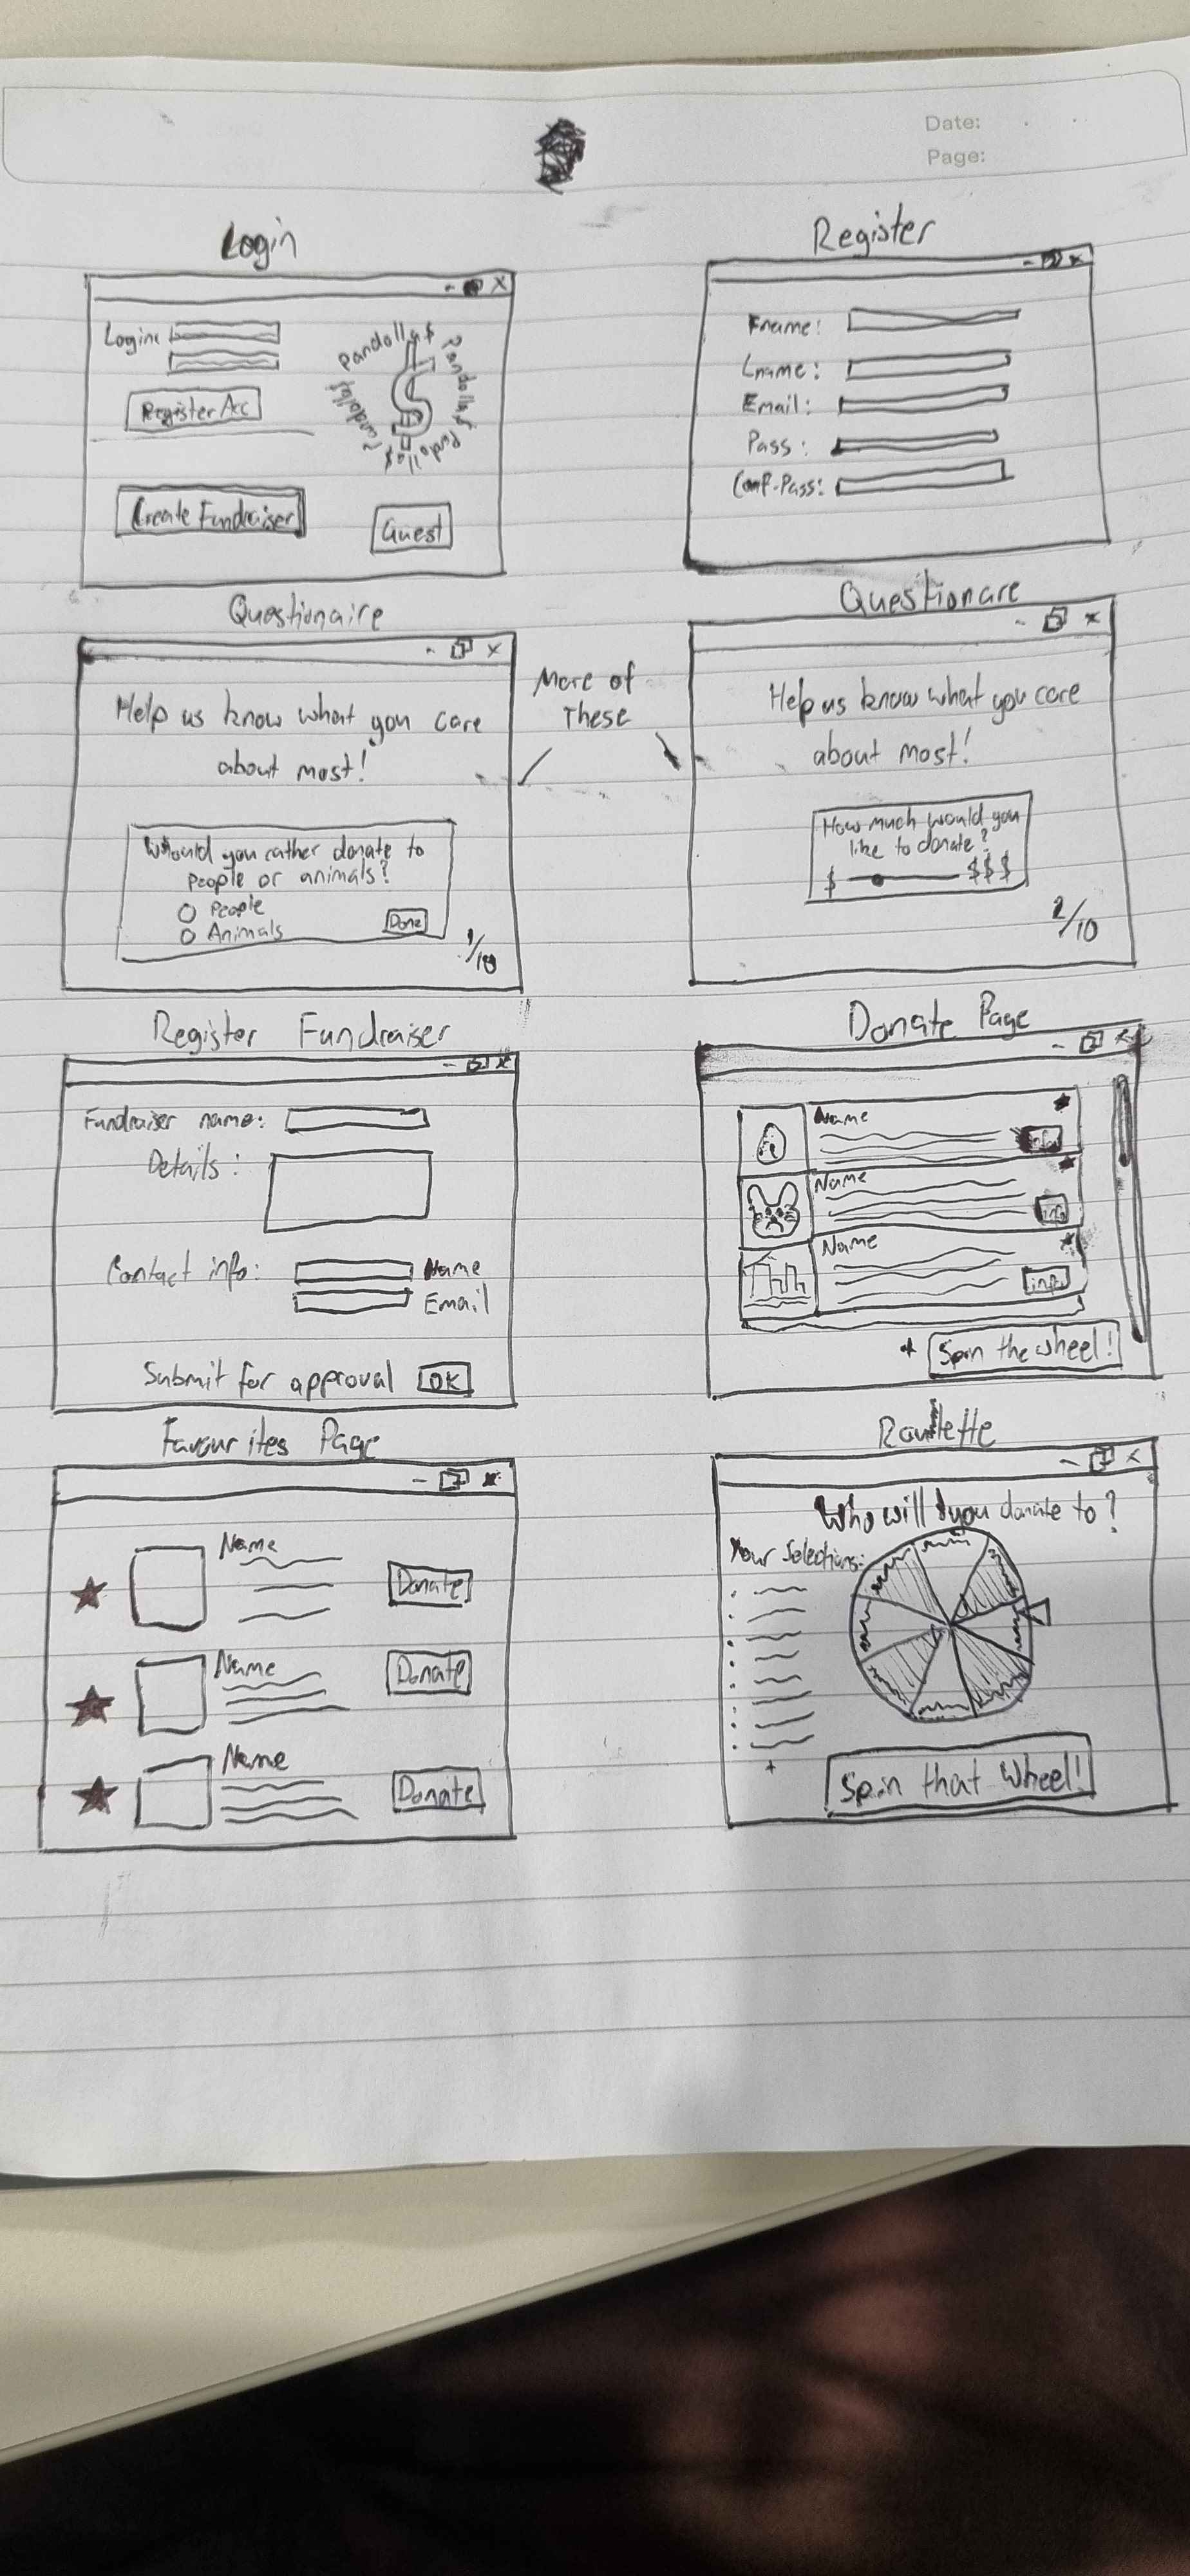 Date:
Page:
Login
Login:
Register Acc
Pandolla$
Pandolla$
Pandolla$
Pandolla$
Create Fundraiser
Guest
Register
Fname:
Lname:
Email:
Pass:
Conf-Pass:
Questionaire
Help us know what you care
about most!
Whould you rather donate to
People or animals?
People
Animals
Done
1/10
More of
These
Questionare
Help us know what you care
about most!
How much would you
like to donate?
$ $$$
2/10
Register Fundraiser
Fundraiser name:
Details:
Contact info:
Name
Email
Submit for approval OK
Donate Page
Name
info
Name
info
Name
info
Spin the wheel!
Favourites Page
Name
Donate
Name
Donate
Name
Donate
Roulette
Who will you donate to?
Your Selections:
+
Spin that Wheel!